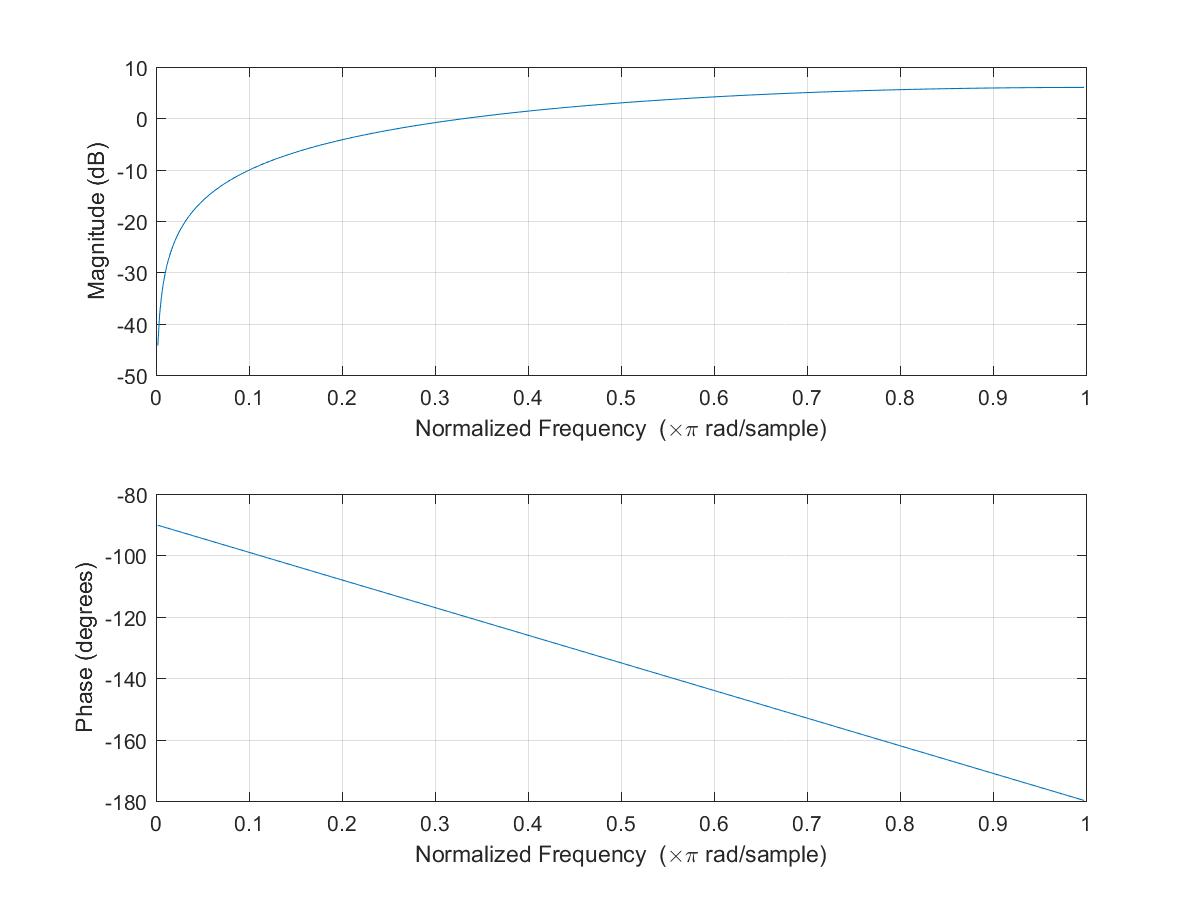 10
0
-10
-20
-30
-40
-50
Magnitude (dB)
0 0.1 0.2 0.3 0.4 0.5 0.6 0.7 0.8 0.9 1
Normalized Frequency (×π rad/sample)
-80
-100
-120
-140
-160
-180
Phase (degrees)
0 0.1 0.2 0.3 0.4 0.5 0.6 0.7 0.8 0.9 1
Normalized Frequency (×π rad/sample)